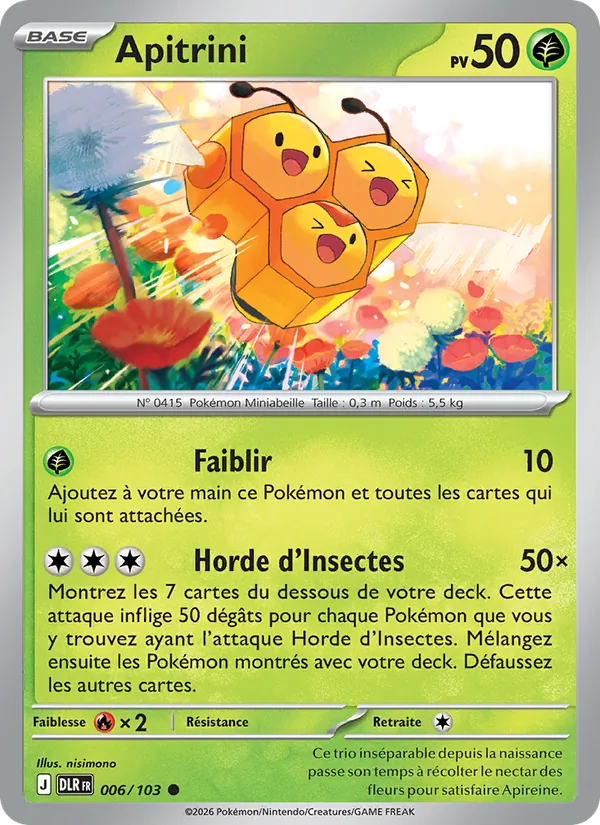 BASE Apitrini PV 50
N° 0415 Pokémon Miniabeille Taille : 0,3 m Poids : 5,5 kg
Faiblir 10
Ajoutez à votre main ce Pokémon et toutes les cartes qui
lui sont attachées.
Horde d'Insectes 50×
Montrez les 7 cartes du dessous de votre deck. Cette
attaque inflige 50 dégâts pour chaque Pokémon que vous
y trouvez ayant l'attaque Horde d'Insectes. Mélangez
ensuite les Pokémon montrés avec votre deck. Défaussez
les autres cartes.
Faiblesse × 2 Résistance Retraite
Illus. nisimono
J DLR FR 006/103
Ce trio inséparable depuis la naissance
passe son temps à récolter le nectar des
fleurs pour satisfaire Apireine.
©2026 Pokémon/Nintendo/Creatures/GAME FREAK